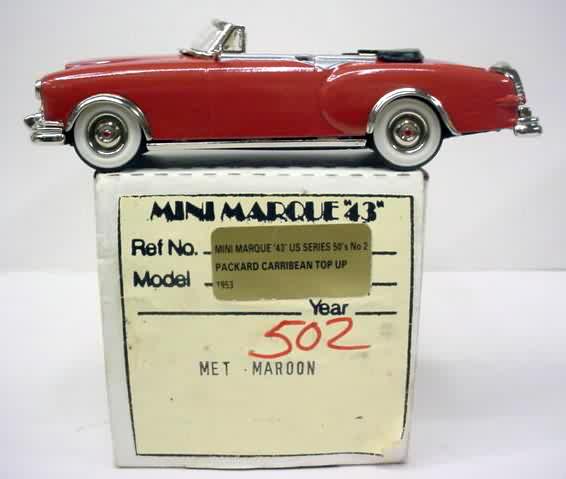 MINI MARQUE "43"
Ref No. MINI MARQUE '43' US SERIES 50's No 2
Model PACKARD CARRIBEAN TOP UP
1953
Year
502
MET . MAROON